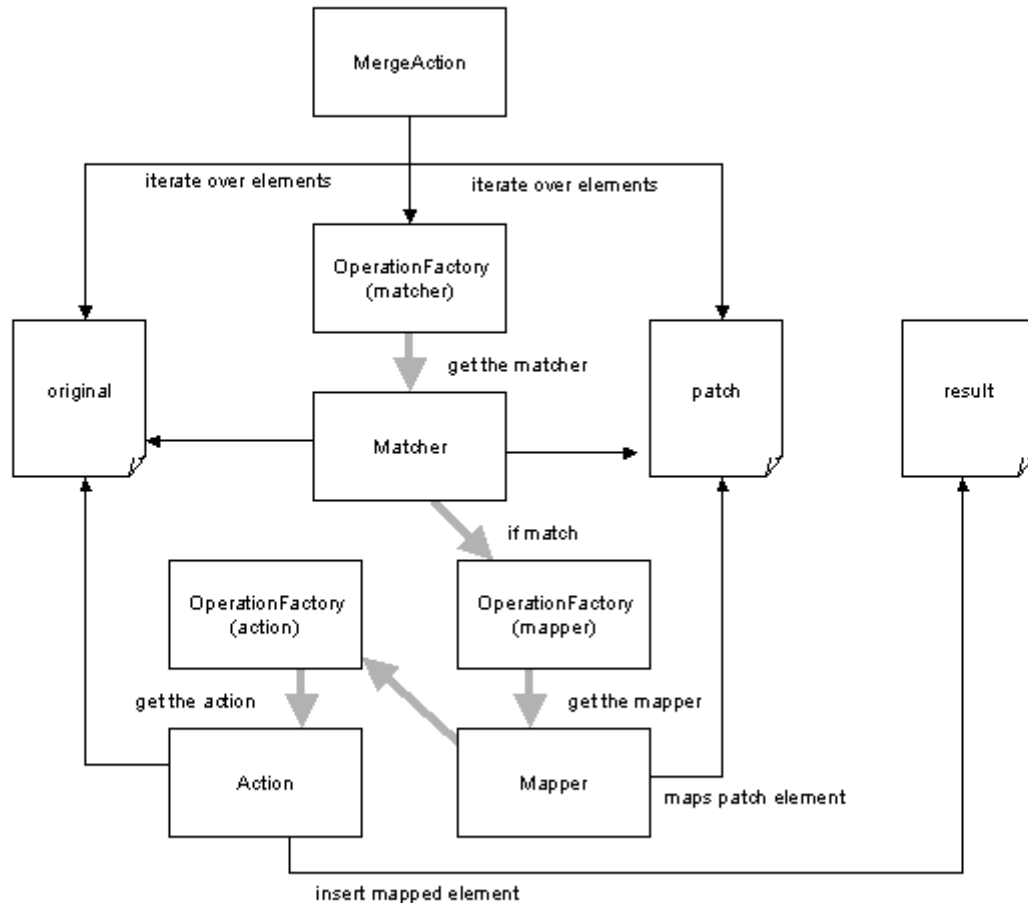 MergeAction
iterate over elements
iterate over elements
OperationFactory
(matcher)
original
get the matcher
patch
result
Matcher
if match
OperationFactory
(action)
OperationFactory
(mapper)
get the action
get the mapper
Action
Mapper
maps patch element
insert mapped element